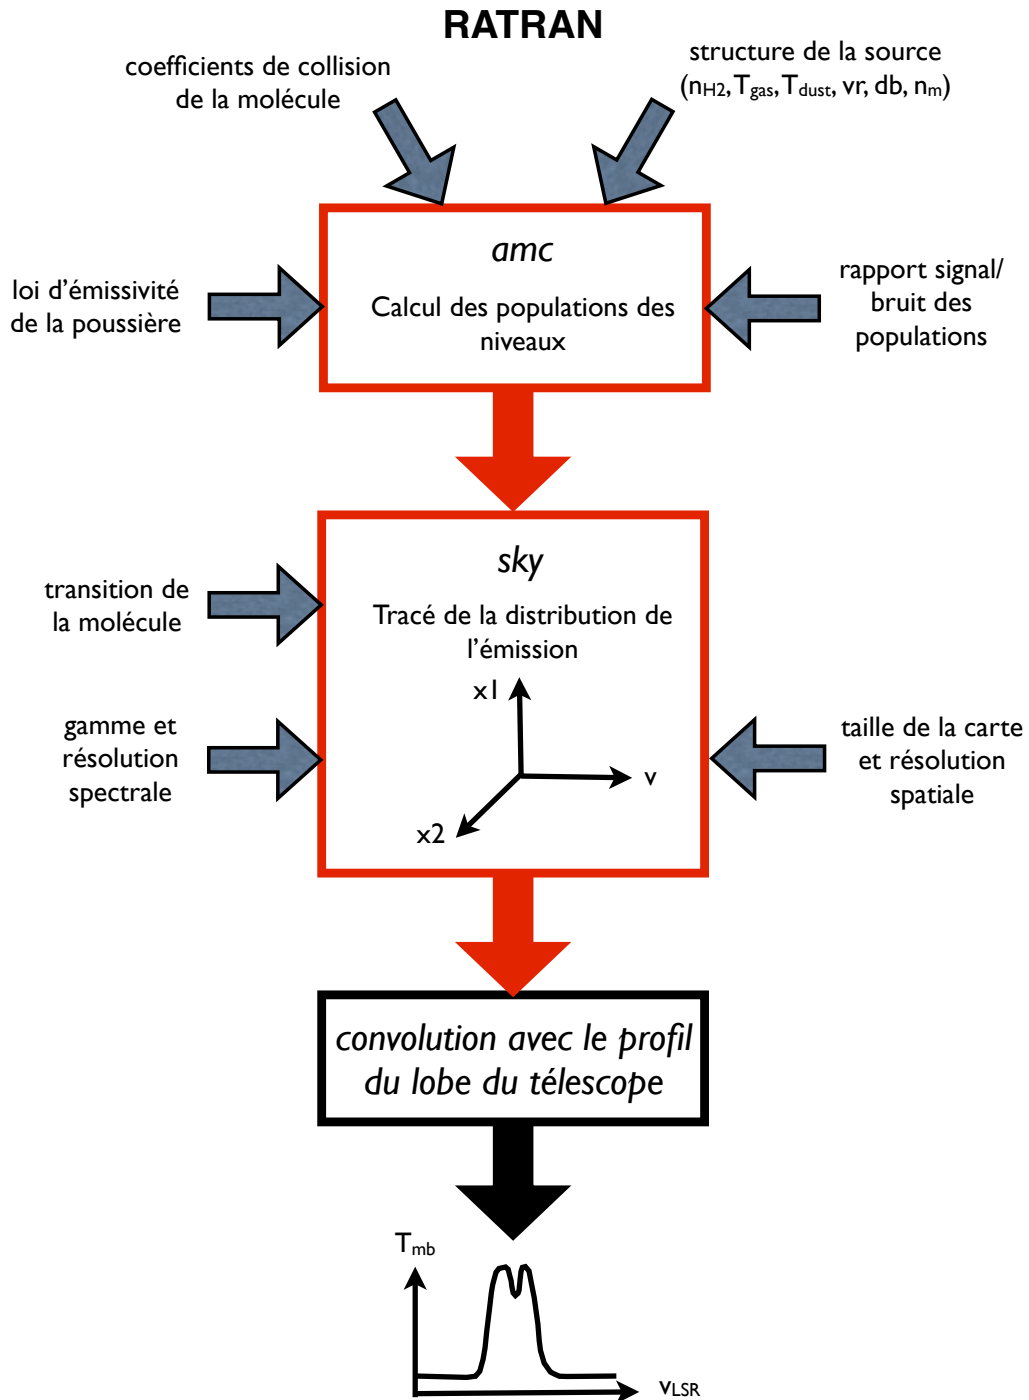 RATRAN
coefficients de collision
de la molécule
structure de la source
(nH2, Tgas, Tdust, vr, db, nm)
amc
Calcul des populations des
niveaux
loi d'émissivité
de la poussière
rapport signal/
bruit des
populations
sky
Tracé de la distribution de
l'émission
x1
v
x2
transition de
la molécule
gamme et
résolution
spectrale
taille de la carte
et résolution
spatiale
convolution avec le profil
du lobe du télescope
Tmb
vLSR